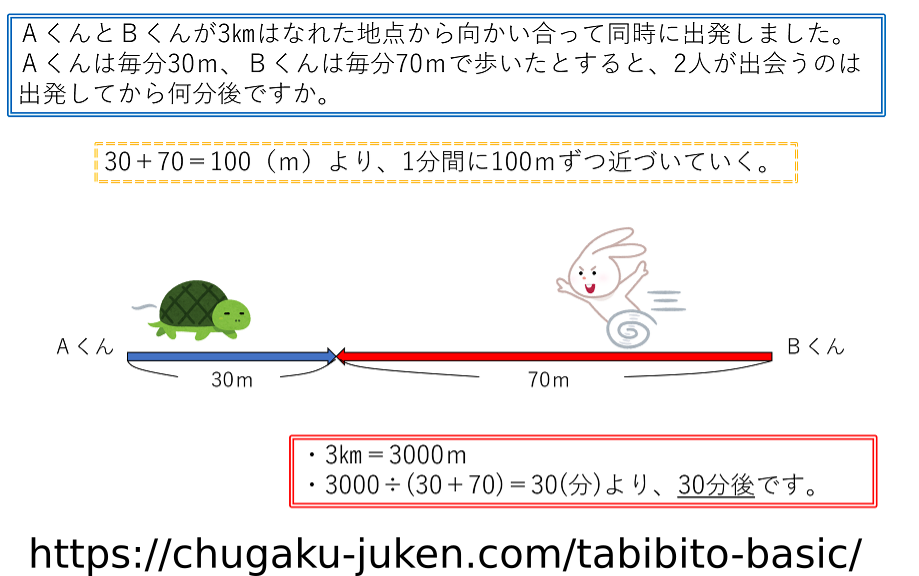 ＡくんとＢくんが3㎞はなれた地点から向かい合って同時に出発しました。
Ａくんは毎分30ｍ、Ｂくんは毎分70ｍで歩いたとすると、2人が出会うのは
出発してから何分後ですか。
30＋70＝100（ｍ）より、1分間に100ｍずつ近づいていく。
Ａくん
Ｂくん
30ｍ
70ｍ
・3㎞＝3000ｍ
・3000÷(30＋70)＝30(分)より、30分後です。
https://chugaku-juken.com/tabibito-basic/